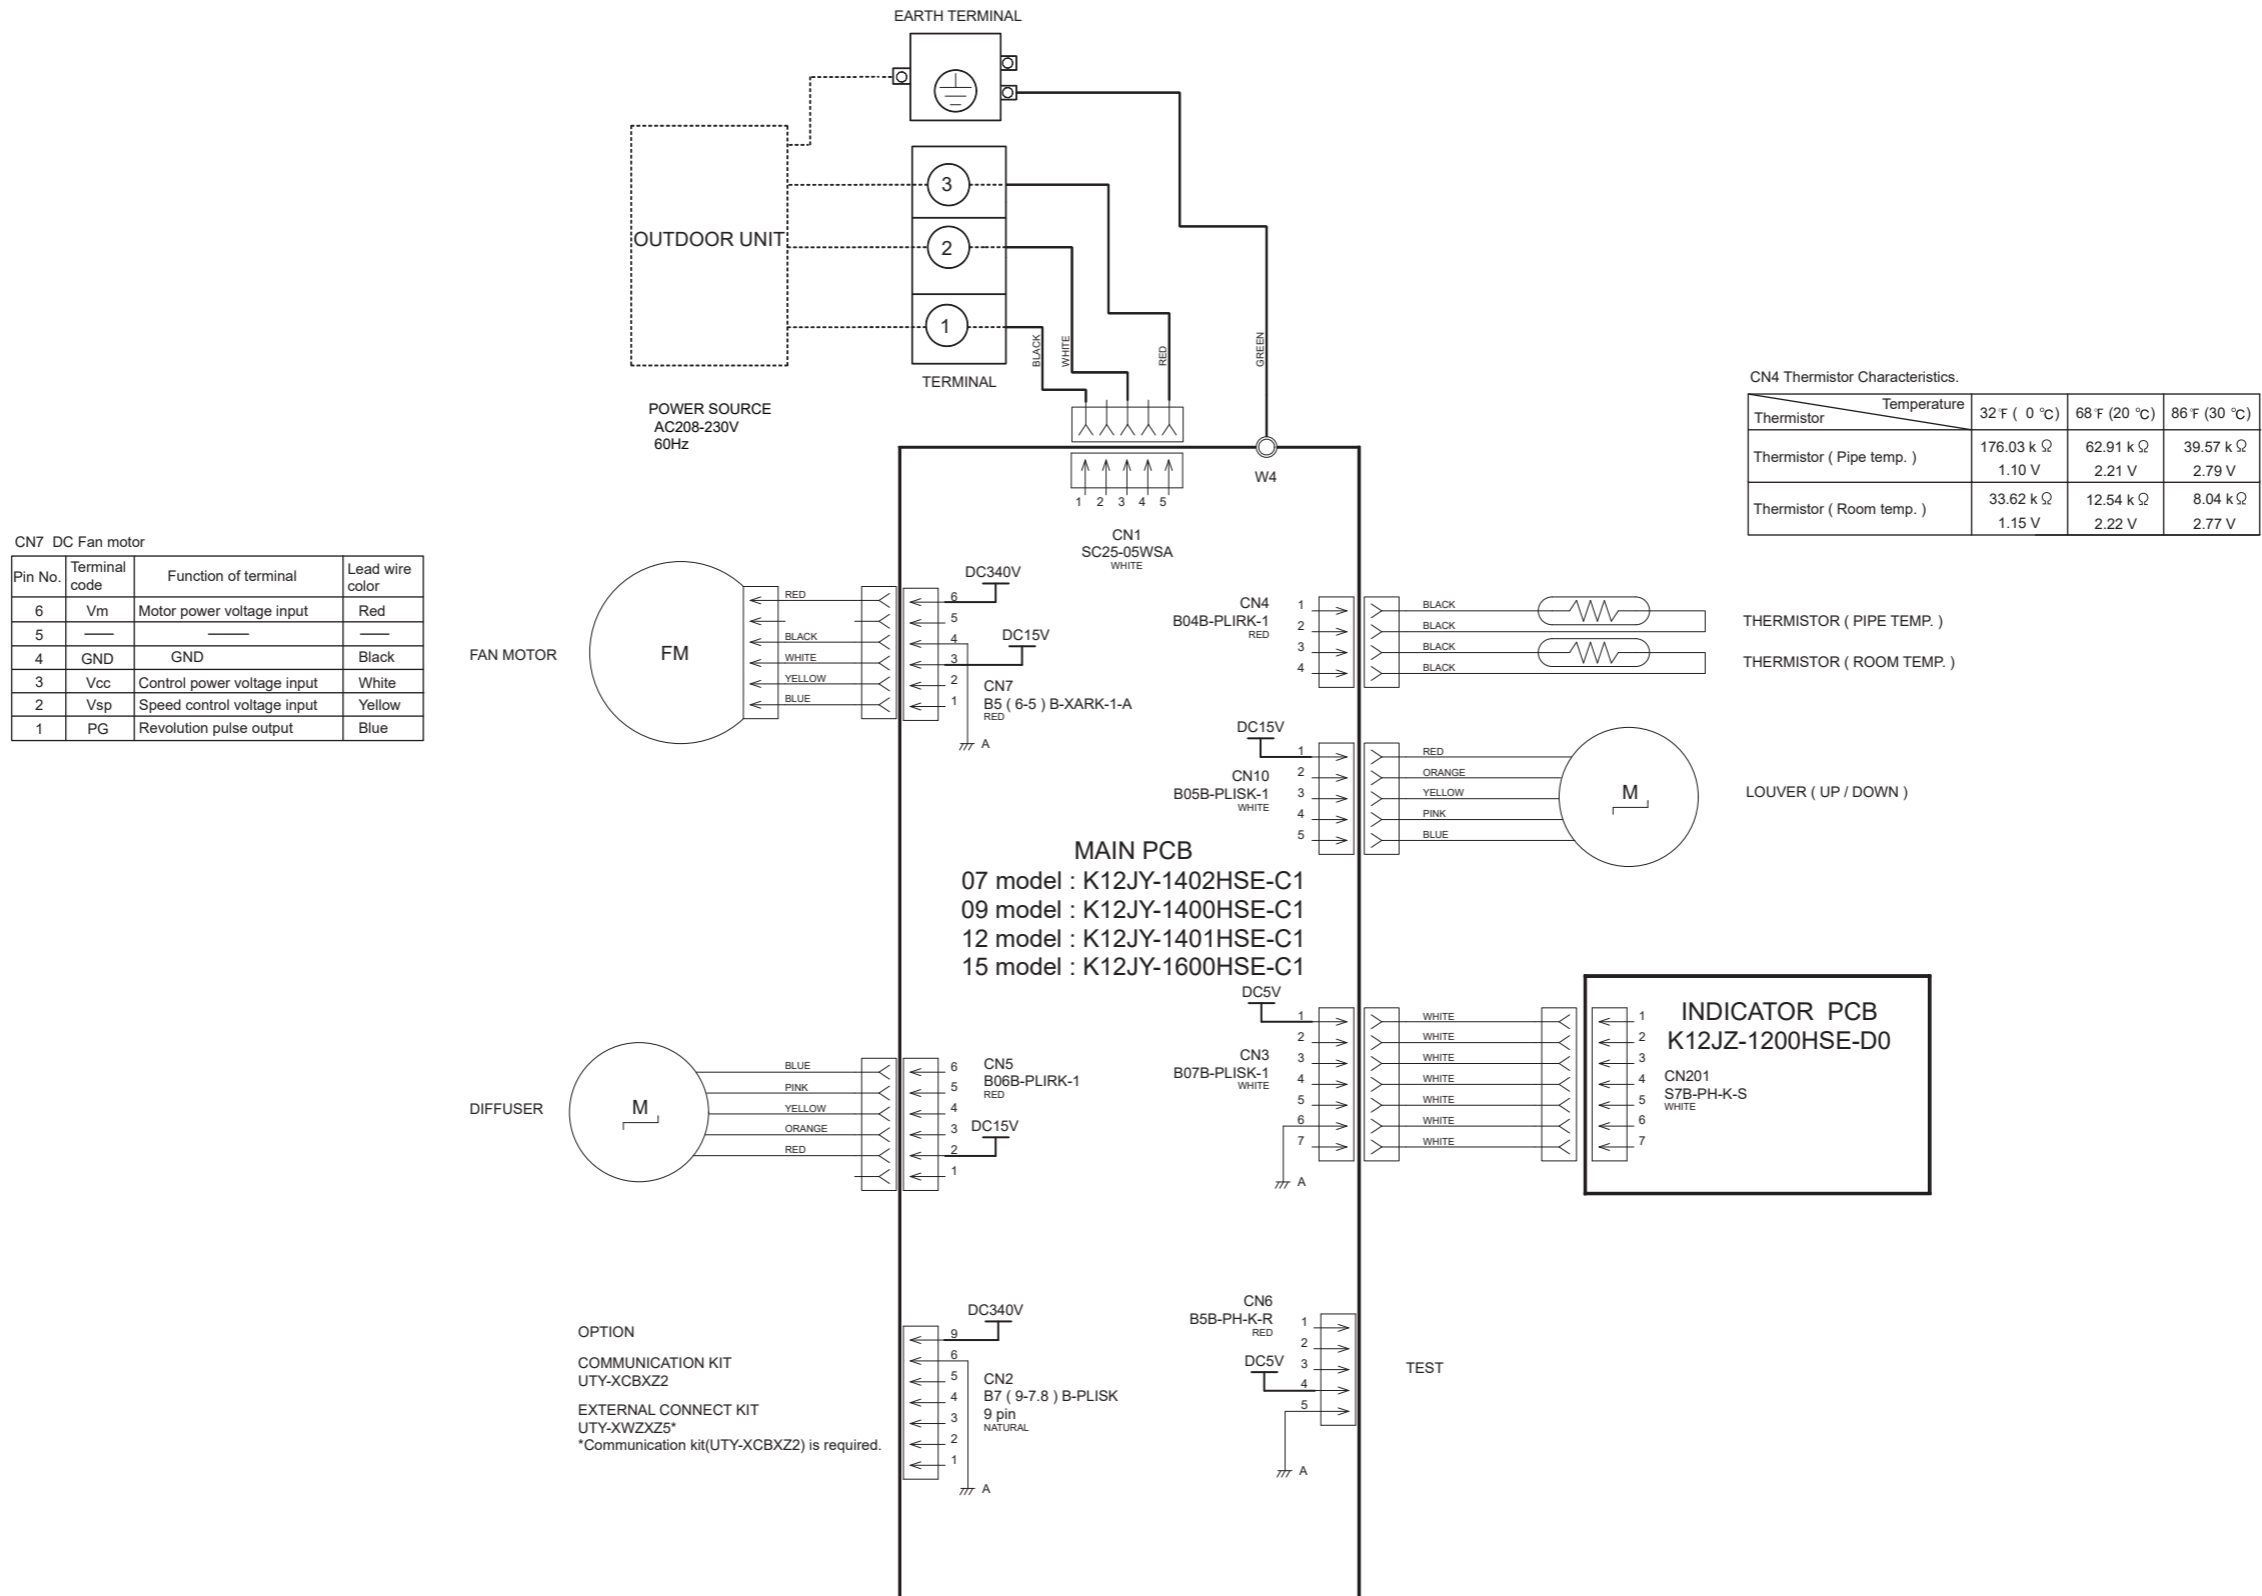 EARTH TERMINAL
OUTDOOR UNIT
3
2
1
TERMINAL
BLACK
WHITE
RED
GREEN
POWER SOURCE
AC208-230V
60Hz
1 2 3 4 5
W4
CN1
SC25-05WSA
WHITE
CN4 Thermistor Characteristics.
Thermistor Temperature 32°F ( 0 °C) 68°F (20 °C) 86°F (30 °C)
Thermistor ( Pipe temp. ) 176.03 k Ω 62.91 k Ω 39.57 k Ω
1.10 V 2.21 V 2.79 V
Thermistor ( Room temp. ) 33.62 k Ω 12.54 k Ω 8.04 k Ω
1.15 V 2.22 V 2.77 V
CN7 DC Fan motor
Pin No. Terminal code Function of terminal Lead wire color
6 Vm Motor power voltage input Red
5 —— —— ——
4 GND GND Black
3 Vcc Control power voltage input White
2 Vsp Speed control voltage input Yellow
1 PG Revolution pulse output Blue
FAN MOTOR
FM
RED
BLACK
WHITE
YELLOW
BLUE
DC340V
6
5
4
3
2
1
DC15V
CN7
B5 ( 6-5 ) B-XARK-1-A
RED
A
CN4
B04B-PLIRK-1
RED
1
2
3
4
BLACK
BLACK
BLACK
BLACK
THERMISTOR ( PIPE TEMP. )
THERMISTOR ( ROOM TEMP. )
DC15V
CN10
B05B-PLISK-1
WHITE
1
2
3
4
5
RED
ORANGE
YELLOW
PINK
BLUE
M
LOUVER ( UP / DOWN )
MAIN PCB
07 model : K12JY-1402HSE-C1
09 model : K12JY-1400HSE-C1
12 model : K12JY-1401HSE-C1
15 model : K12JY-1600HSE-C1
DC5V
CN3
B07B-PLISK-1
WHITE
1
2
3
4
5
6
7
A
WHITE
WHITE
WHITE
WHITE
WHITE
WHITE
WHITE
1
2
3
4
5
6
7
INDICATOR PCB
K12JZ-1200HSE-D0
CN201
S7B-PH-K-S
WHITE
DIFFUSER
M
BLUE
PINK
YELLOW
ORANGE
RED
6
5
4
3
2
1
CN5
B06B-PLIRK-1
RED
DC15V
OPTION
COMMUNICATION KIT
UTY-XCBXZ2
EXTERNAL CONNECT KIT
UTY-XWZXZ5*
*Communication kit(UTY-XCBXZ2) is required.
DC340V
9
6
5
4
3
2
1
CN2
B7 ( 9-7.8 ) B-PLISK
9 pin
NATURAL
A
CN6
B5B-PH-K-R
RED
DC5V
1
2
3
4
5
A
TEST